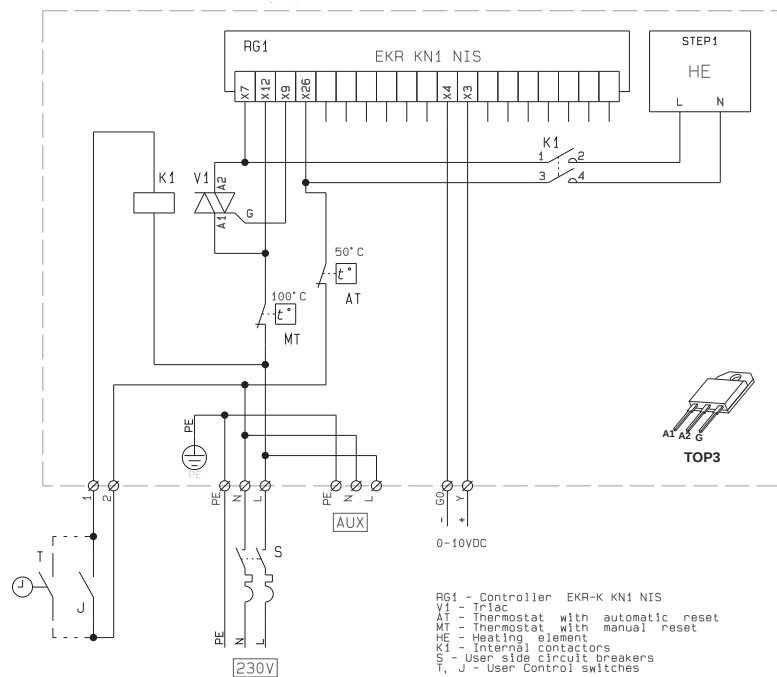 RG1
EKR KN1 NIS
STEP1
HE
L N
X7 X12 X9 X26 X4 X3
K1
1 2
3 4
K1
V1
A2
A1
G
50°C
t°
AT
100°C
t°
MT
PE
PE
A1 A2 G
TOP3
1 2 PE N L PE N L G0 Y
AUX
- +
0-10VDC
T
J
S
PE N L
230V
RG1 - Controller EKR-K KN1 NIS
V1 - Triac
AT - Thermostat with automatic reset
MT - Thermostat with manual reset
HE - Heating element
K1 - Internal contactors
S - User side circuit breakers
T, J - User Control switches